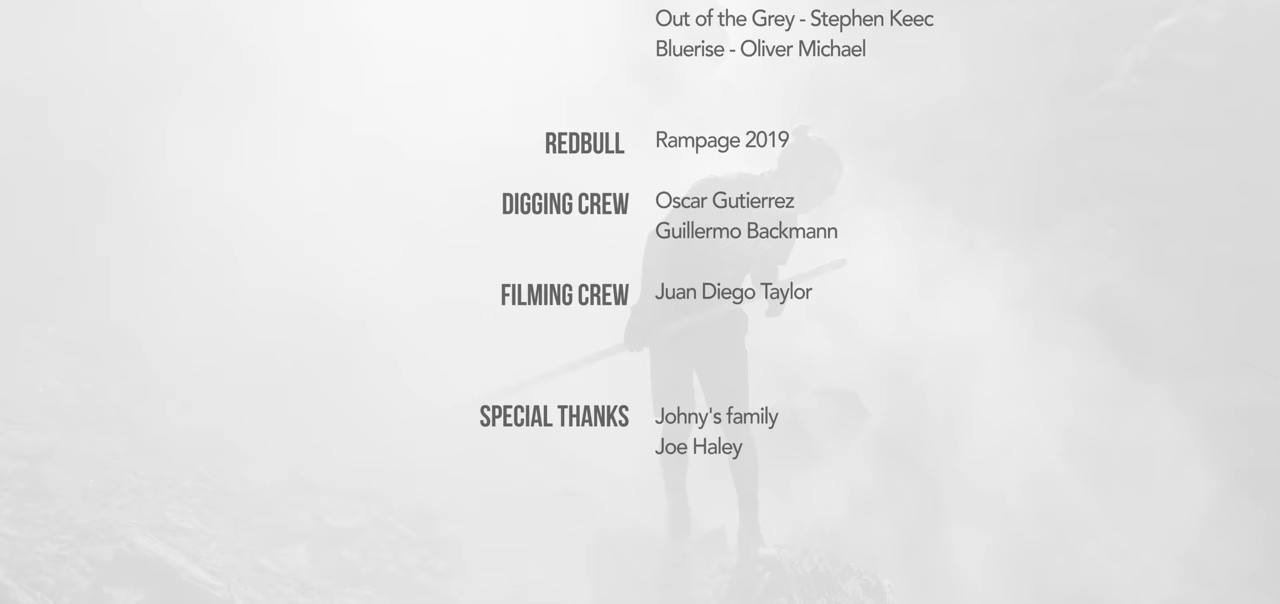 Out of the Grey - Stephen Keec
Bluerise - Oliver Michael
REDBULL Rampage 2019
DIGGING CREW Oscar Gutierrez
Guillermo Backmann
FILMING CREW Juan Diego Taylor
SPECIAL THANKS Johny's family
Joe Haley